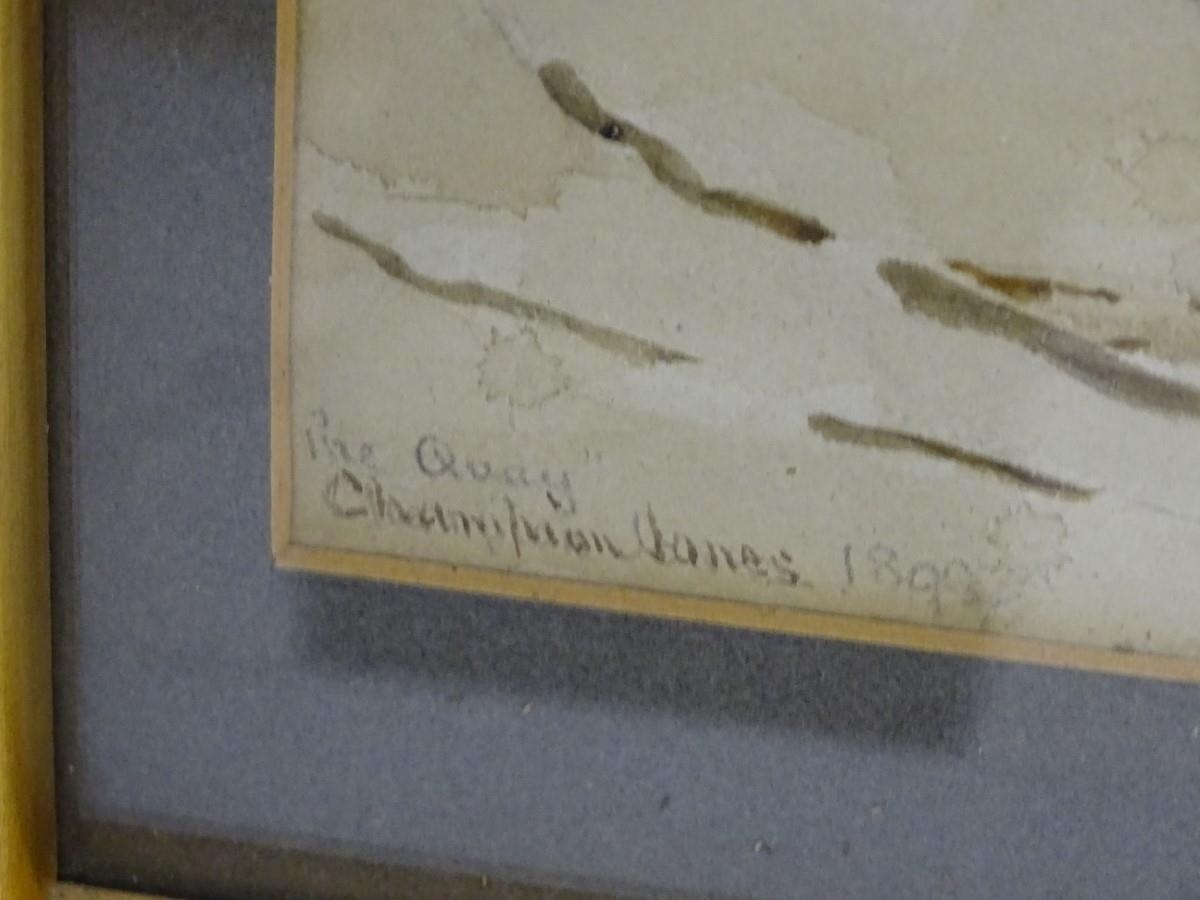 The Quay"
Champion Jones 1899